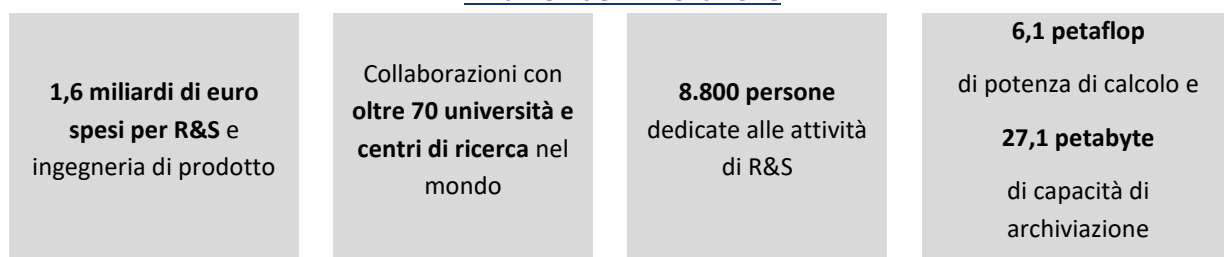 1,6 miliardi di euro
spesi per R&S e
ingegneria di prodotto
Collaborazioni con
oltre 70 università e
centri di ricerca nel
mondo
8.800 persone
dedicate alle attività
di R&S
6,1 petaflop
di potenza di calcolo e
27,1 petabyte
di capacità di
archiviazione